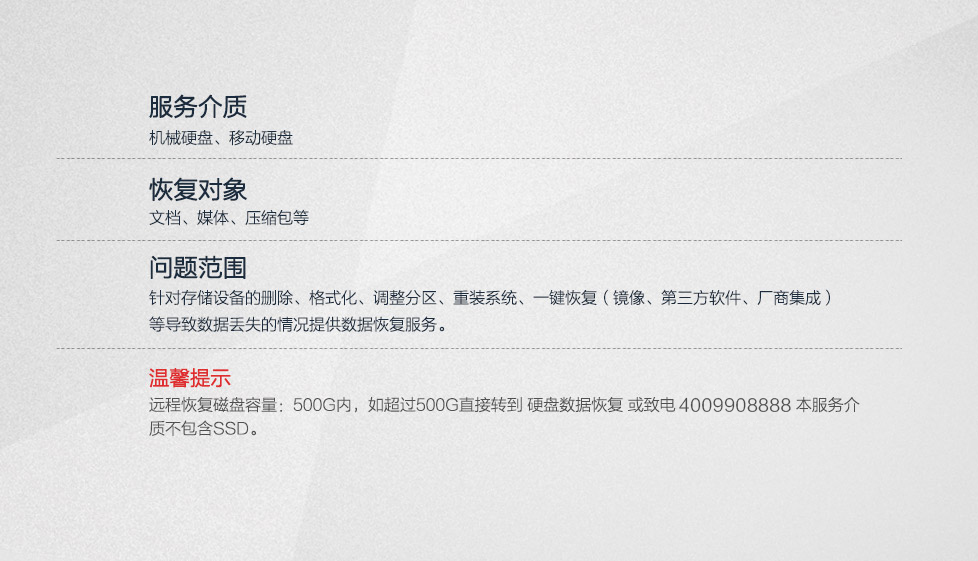 服务介质
机械硬盘、移动硬盘
恢复对象
文档、媒体、压缩包等
问题范围
针对存储设备的删除、格式化、调整分区、重装系统、一键恢复（镜像、第三方软件、厂商集成）
等导致数据丢失的情况提供数据恢复服务。
温馨提示
远程恢复磁盘容量：500G内，如超过500G直接转到 硬盘数据恢复 或致电 4009908888 本服务介
质不包含SSD。